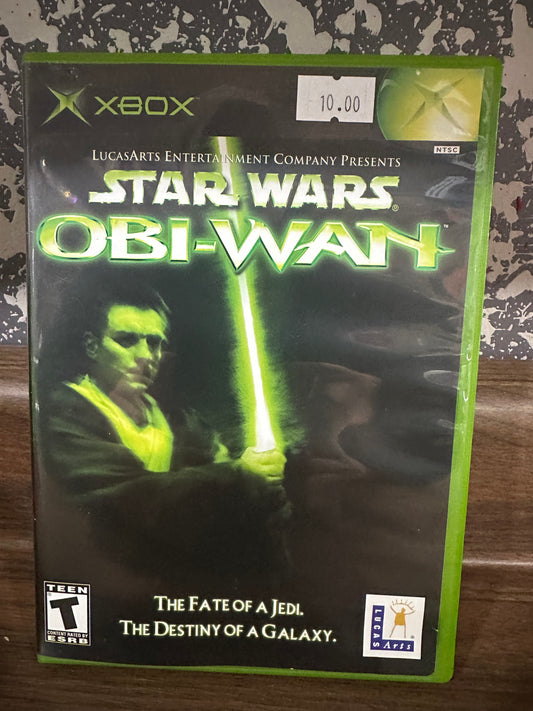 XBOX
10.00
NTSC
LUCASARTS ENTERTAINMENT COMPANY PRESENTS
STAR WARS®
OBI-WAN™
TEEN
T
CONTENT RATED BY
ESRB
THE FATE OF A JEDI.
THE DESTINY OF A GALAXY.
LUCAS
Arts